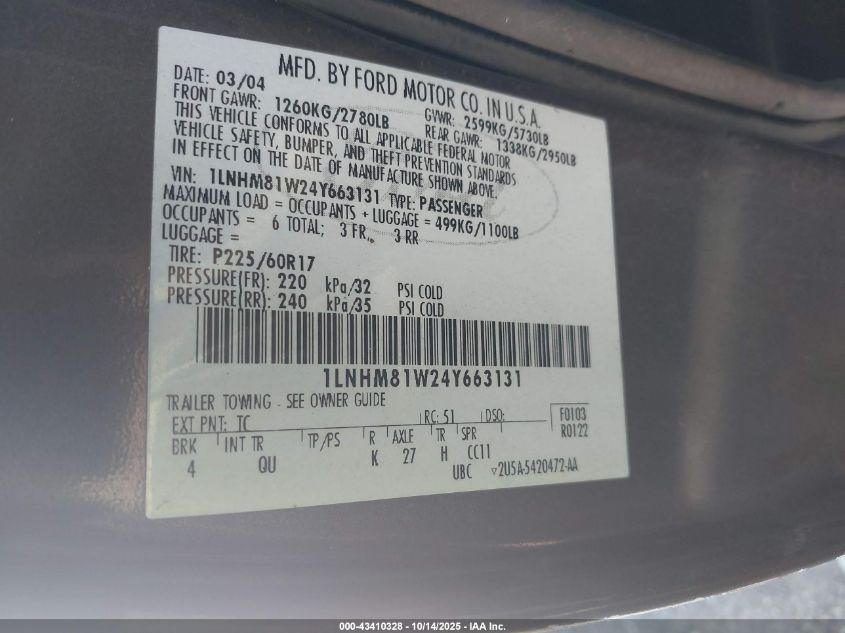 MFD. BY FORD MOTOR CO. IN U.S.A.
DATE: 03/04 GVWR: 2599KG/5730LB
FRONT GAWR: 1260KG/2780LB REAR GAWR: 1338KG/2950LB
THIS VEHICLE CONFORMS TO ALL APPLICABLE FEDERAL MOTOR
VEHICLE SAFETY, BUMPER, AND THEFT PREVENTION STANDARDS
IN EFFECT ON THE DATE OF MANUFACTURE SHOWN ABOVE.
VIN: 1LNHM81W24Y663131 TYPE: PASSENGER
MAXIMUM LOAD = OCCUPANTS + LUGGAGE = 499KG/1100LB
OCCUPANTS = 6 TOTAL; 3 FR, 3 RR
LUGGAGE =
TIRE: P225/60R17
PRESSURE(FR): 220 kPa/32 PSI COLD
PRESSURE(RR): 240 kPa/35 PSI COLD
1LNHM81W24Y663131
TRAILER TOWING - SEE OWNER GUIDE
EXT PNT: TC RC: 51 DSO: F0103
R0122
BRK INT TR TP/PS R AXLE TR SPR
4 QU K 27 H CC11
UBC ▽2U5A-5420472-AA
000-43410328 - 10/14/2025 - IAA Inc.